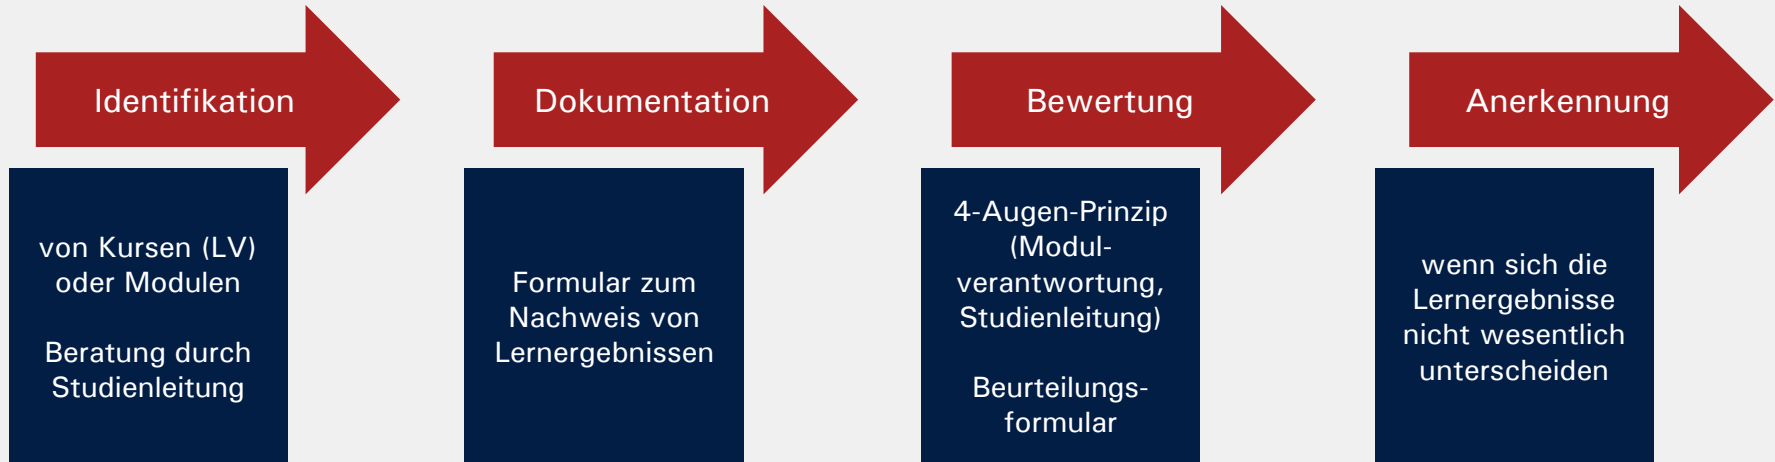 Identifikation
von Kursen (LV)
oder Modulen
Beratung durch
Studienleitung
Dokumentation
Formular zum
Nachweis von
Lernergebnissen
Bewertung
4-Augen-Prinzip
(Modul-
verantwortung,
Studienleitung)
Beurteilungs-
formular
Anerkennung
wenn sich die
Lernergebnisse
nicht wesentlich
unterscheiden